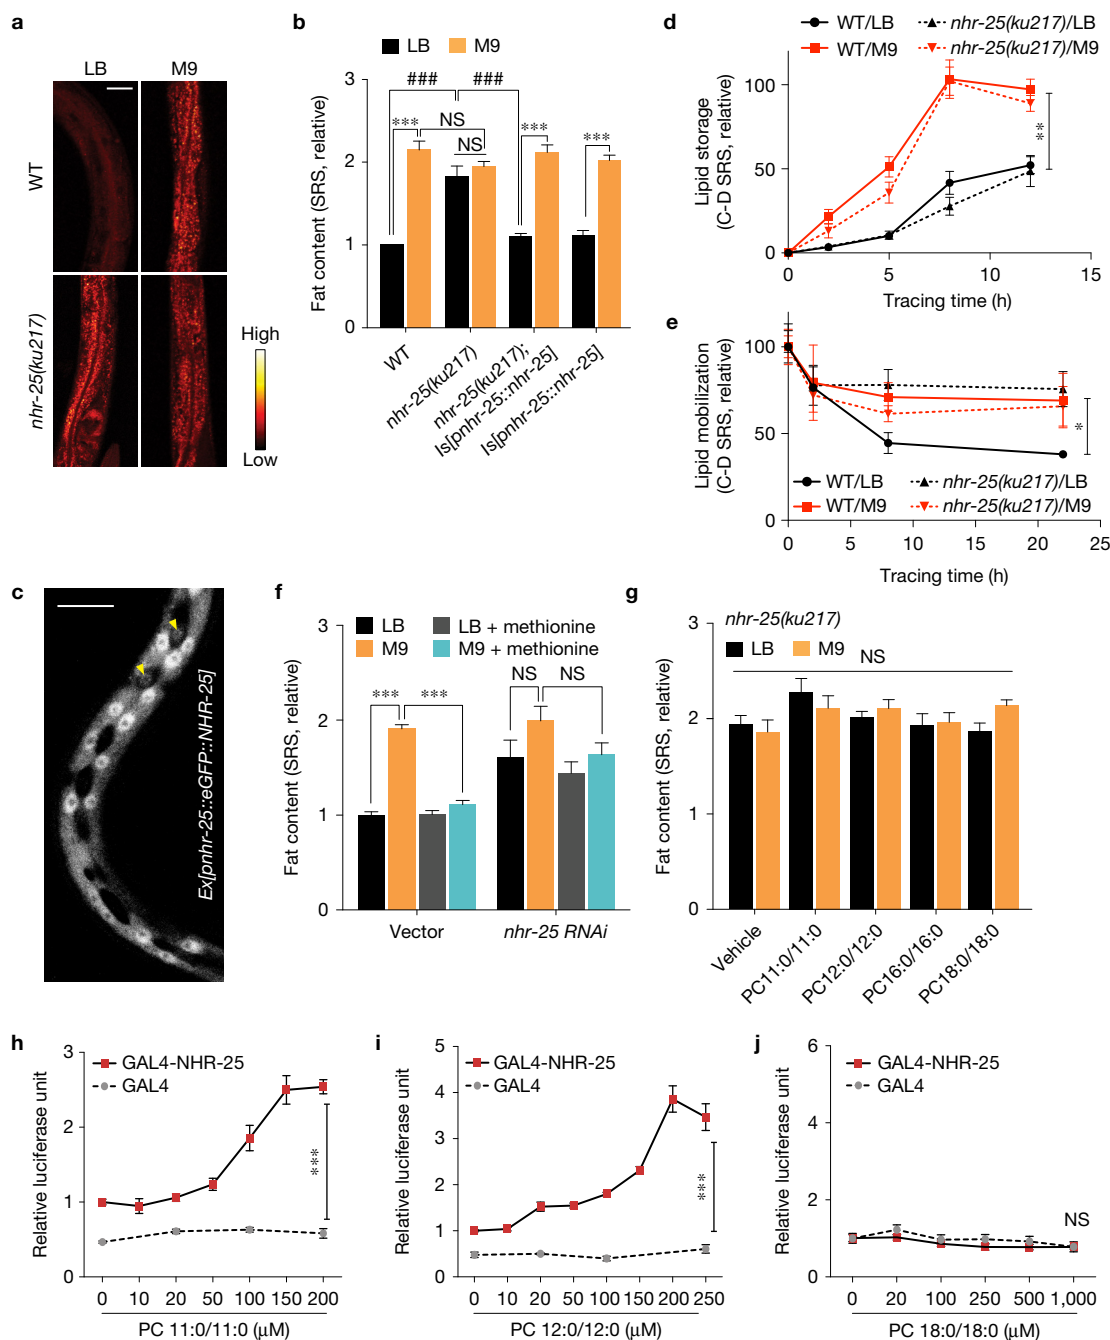 a
LB
M9
WT
nhr-25(ku217)
High
Low
b
LB
M9
Fat content (SRS, relative)
3
2
1
0
###
###
***
NS
NS
***
***
WT
nhr-25(ku217)
nhr-25(ku217);
Is[pnhr-25::nhr-25]
Is[pnhr-25::nhr-25]
d
WT/LB
nhr-25(ku217)/LB
WT/M9
nhr-25(ku217)/M9
Lipid storage
(C-D SRS, relative)
100
50
0
**
0
5
10
15
Tracing time (h)
e
Lipid mobilization
(C-D SRS, relative)
100
50
0
*
WT/LB
nhr-25(ku217)/LB
WT/M9
nhr-25(ku217)/M9
0
5
10
15
20
25
Tracing time (h)
c
Ex[pnhr-25::eGFP::NHR-25]
f
LB
LB + methionine
M9
M9 + methionine
Fat content (SRS, relative)
3
2
1
0
***
***
NS
NS
Vector
nhr-25 RNAi
g
nhr-25(ku217)
LB
M9
NS
Fat content (SRS, relative)
3
2
1
0
Vehicle
PC11:0/11:0
PC12:0/12:0
PC16:0/16:0
PC18:0/18:0
h
GAL4-NHR-25
GAL4
Relative luciferase unit
3
2
1
0
***
0 10 20 50 100 150 200
PC 11:0/11:0 (μM)
i
GAL4-NHR-25
GAL4
Relative luciferase unit
5
4
3
2
1
0
***
0 10 20 50 100 150 200 250
PC 12:0/12:0 (μM)
j
GAL4-NHR-25
GAL4
Relative luciferase unit
6
4
2
0
NS
0 20 100 250 500 1,000
PC 18:0/18:0 (μM)